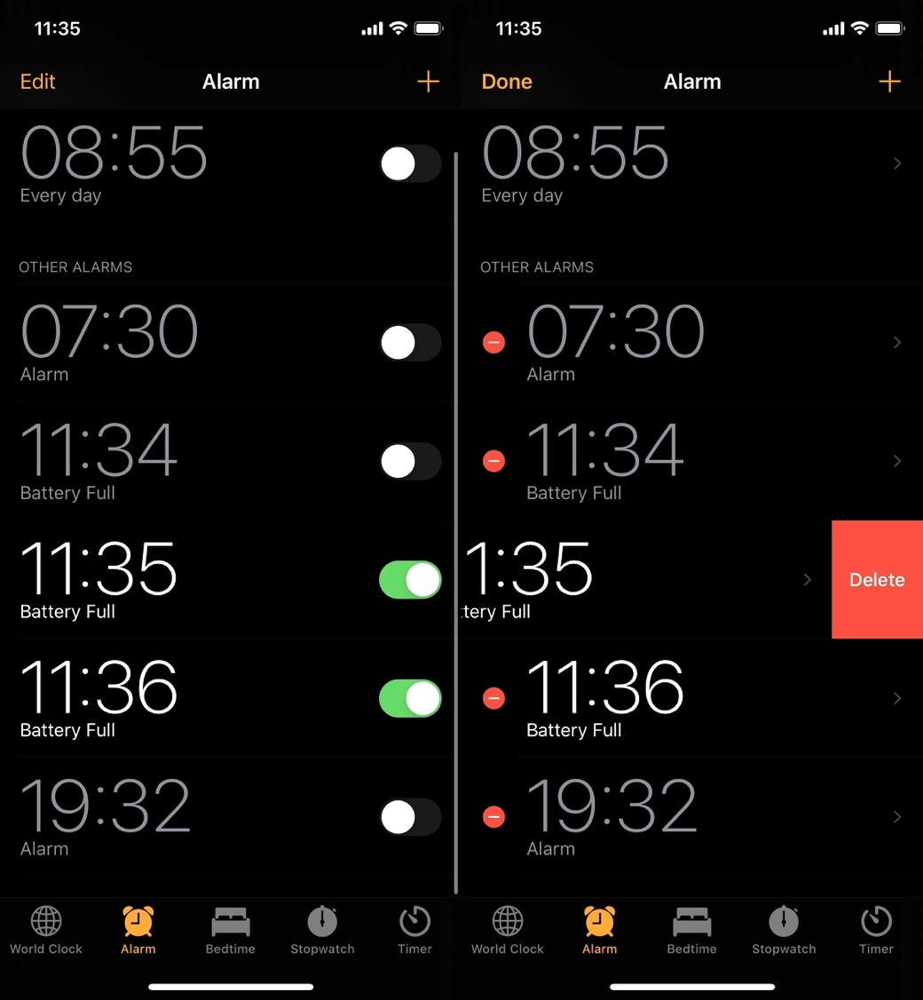 11:35
Edit
Alarm
08:55
Every day
OTHER ALARMS
07:30
Alarm
11:34
Battery Full
11:35
Battery Full
11:36
Battery Full
19:32
Alarm
World Clock
Alarm
Bedtime
Stopwatch
Timer
11:35
Done
Alarm
08:55
Every day
OTHER ALARMS
07:30
Alarm
11:34
Battery Full
1:35
Delete
tery Full
11:36
Battery Full
19:32
Alarm
World Clock
Alarm
Bedtime
Stopwatch
Timer